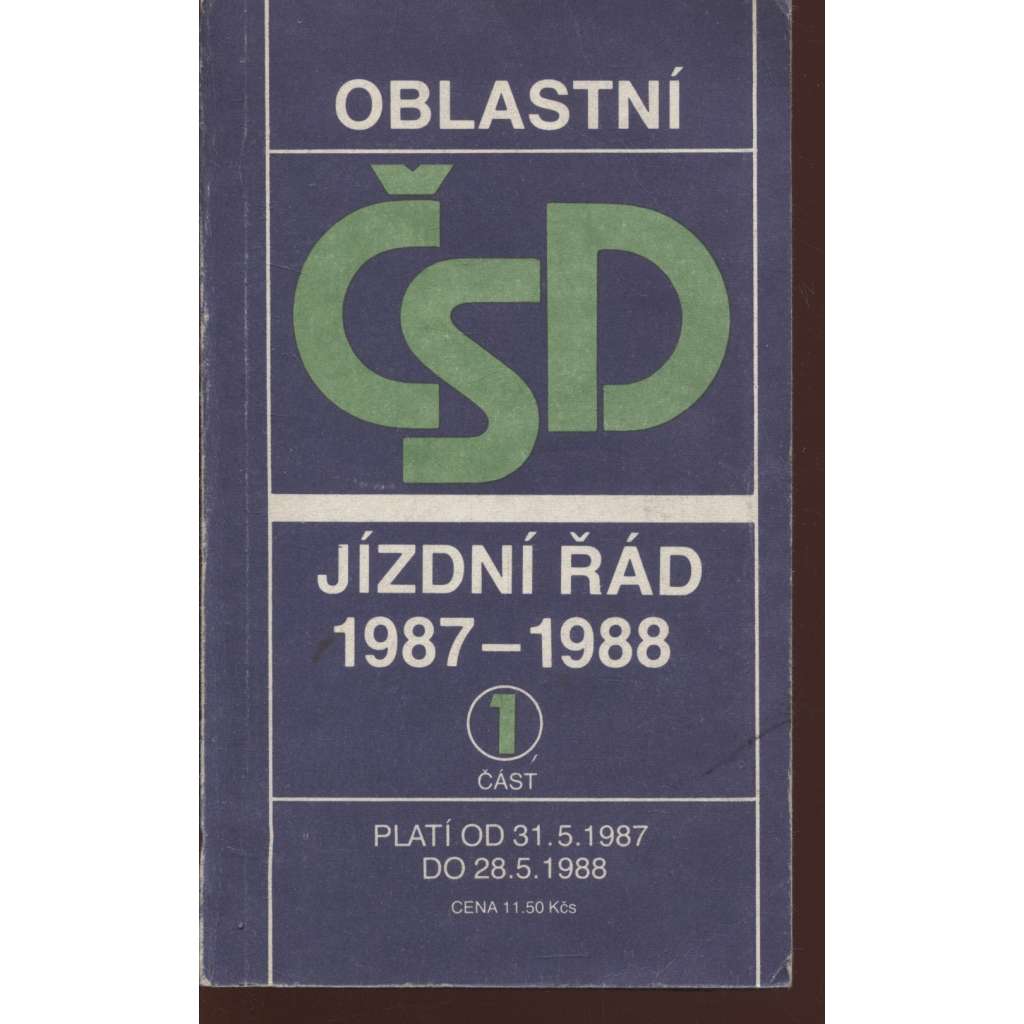 OBLASTNÍ
ČSD
JÍZDNÍ ŘÁD
1987–1988
1
ČÁSŤ
PLATÍ OD 31.5.1987
DO 28.5.1988
CENA 11.50 Kčs